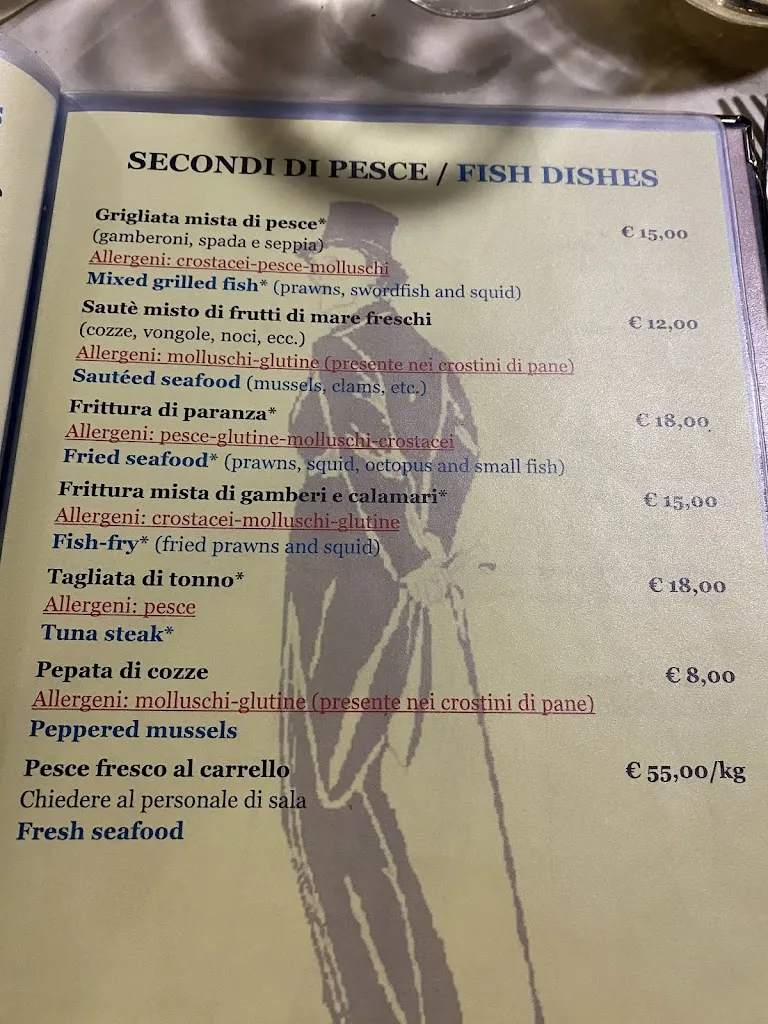 SECONDI DI PESCE / FISH DISHES
Grigliata mista di pesce* € 15,00
(gamberoni, spada e seppia)
Allergeni: crostacei-pesce-molluschi
Mixed grilled fish* (prawns, swordfish and squid)
Sautè misto di frutti di mare freschi € 12,00
(cozze, vongole, noci, ecc.)
Allergeni: molluschi-glutine (presente nei crostini di pane)
Sautéed seafood (mussels, clams, etc.)
Frittura di paranza* € 18,00
Allergeni: pesce-glutine-molluschi-crostacei
Fried seafood* (prawns, squid, octopus and small fish)
Frittura mista di gamberi e calamari* € 15,00
Allergeni: crostacei-molluschi-glutine
Fish-fry* (fried prawns and squid)
Tagliata di tonno* € 18,00
Allergeni: pesce
Tuna steak*
Pepata di cozze € 8,00
Allergeni: molluschi-glutine (presente nei crostini di pane)
Peppered mussels
Pesce fresco al carrello € 55,00/kg
Chiedere al personale di sala
Fresh seafood